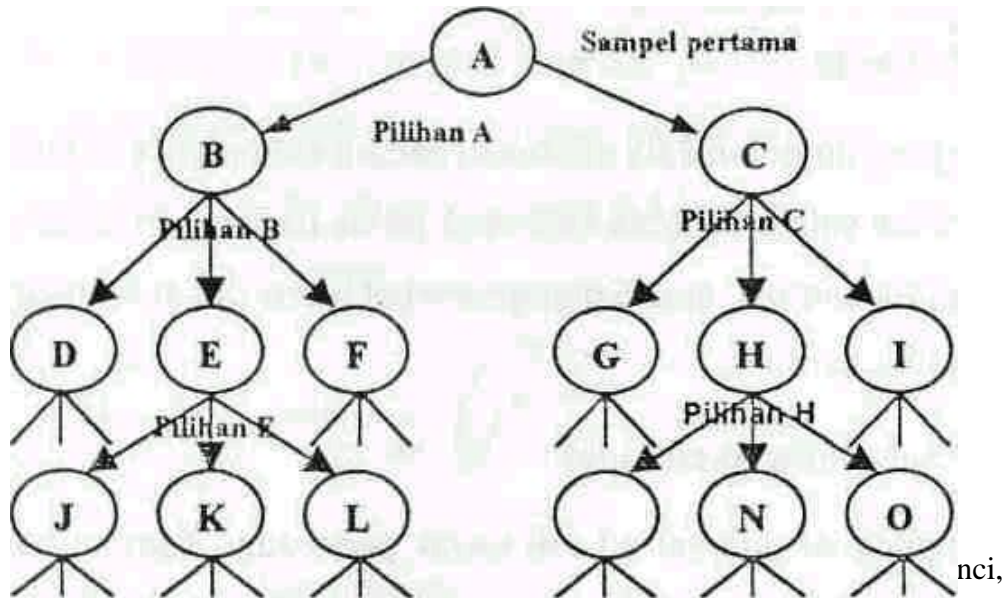 A Sampel pertama
Pilihan A
B C
Pilihan B Pilihan C
D E F G H I
Pilihan E Pilihan H
J K L N O
nci,